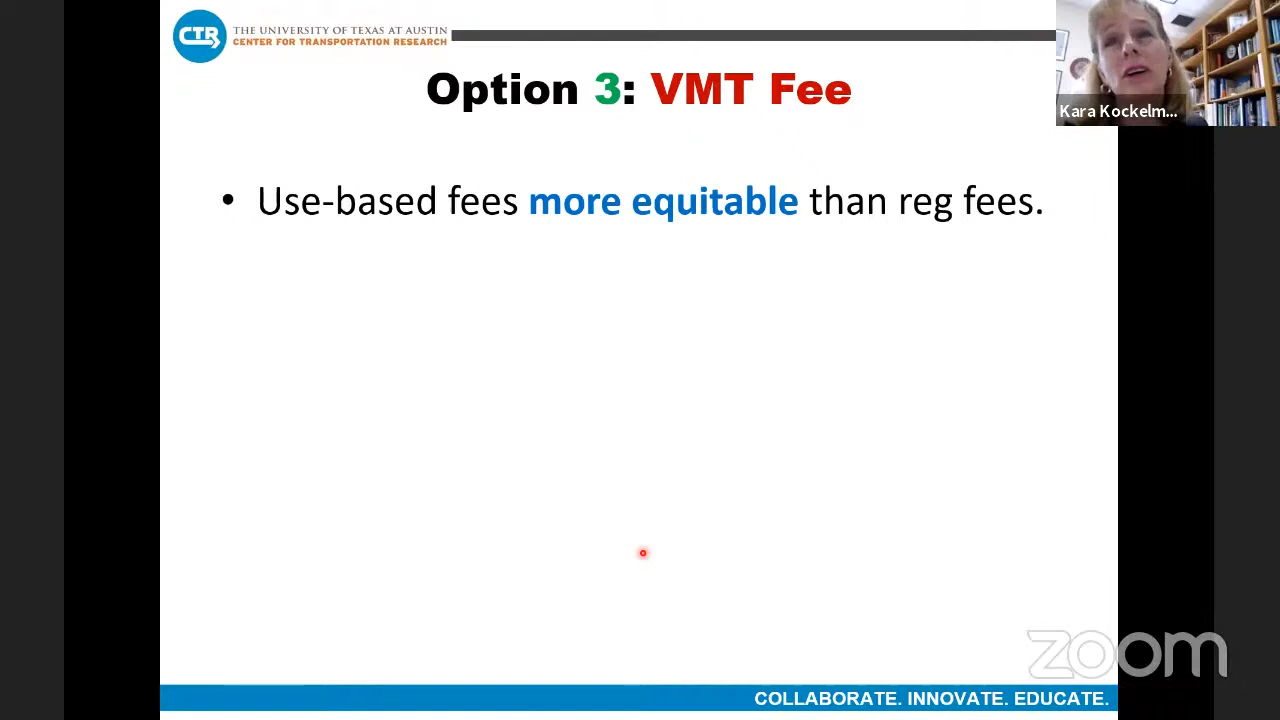 CTR
THE UNIVERSITY OF TEXAS AT AUSTIN
CENTER FOR TRANSPORTATION RESEARCH
Option 3: VMT Fee
Kara Kockelm...
• Use-based fees more equitable than reg fees.
zoom
COLLABORATE. INNOVATE. EDUCATE.